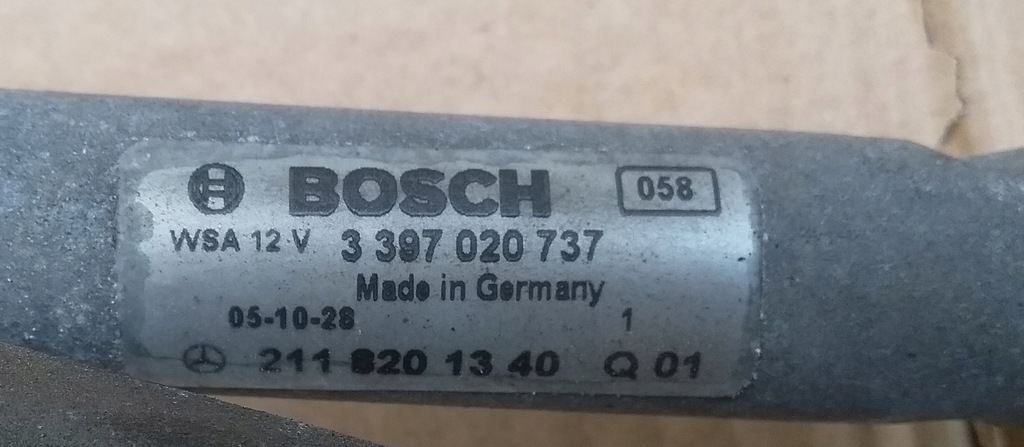 BOSCH 058
WSA 12 V 3 397 020 737
Made in Germany
05-10-28 1
211 820 13 40 Q 01